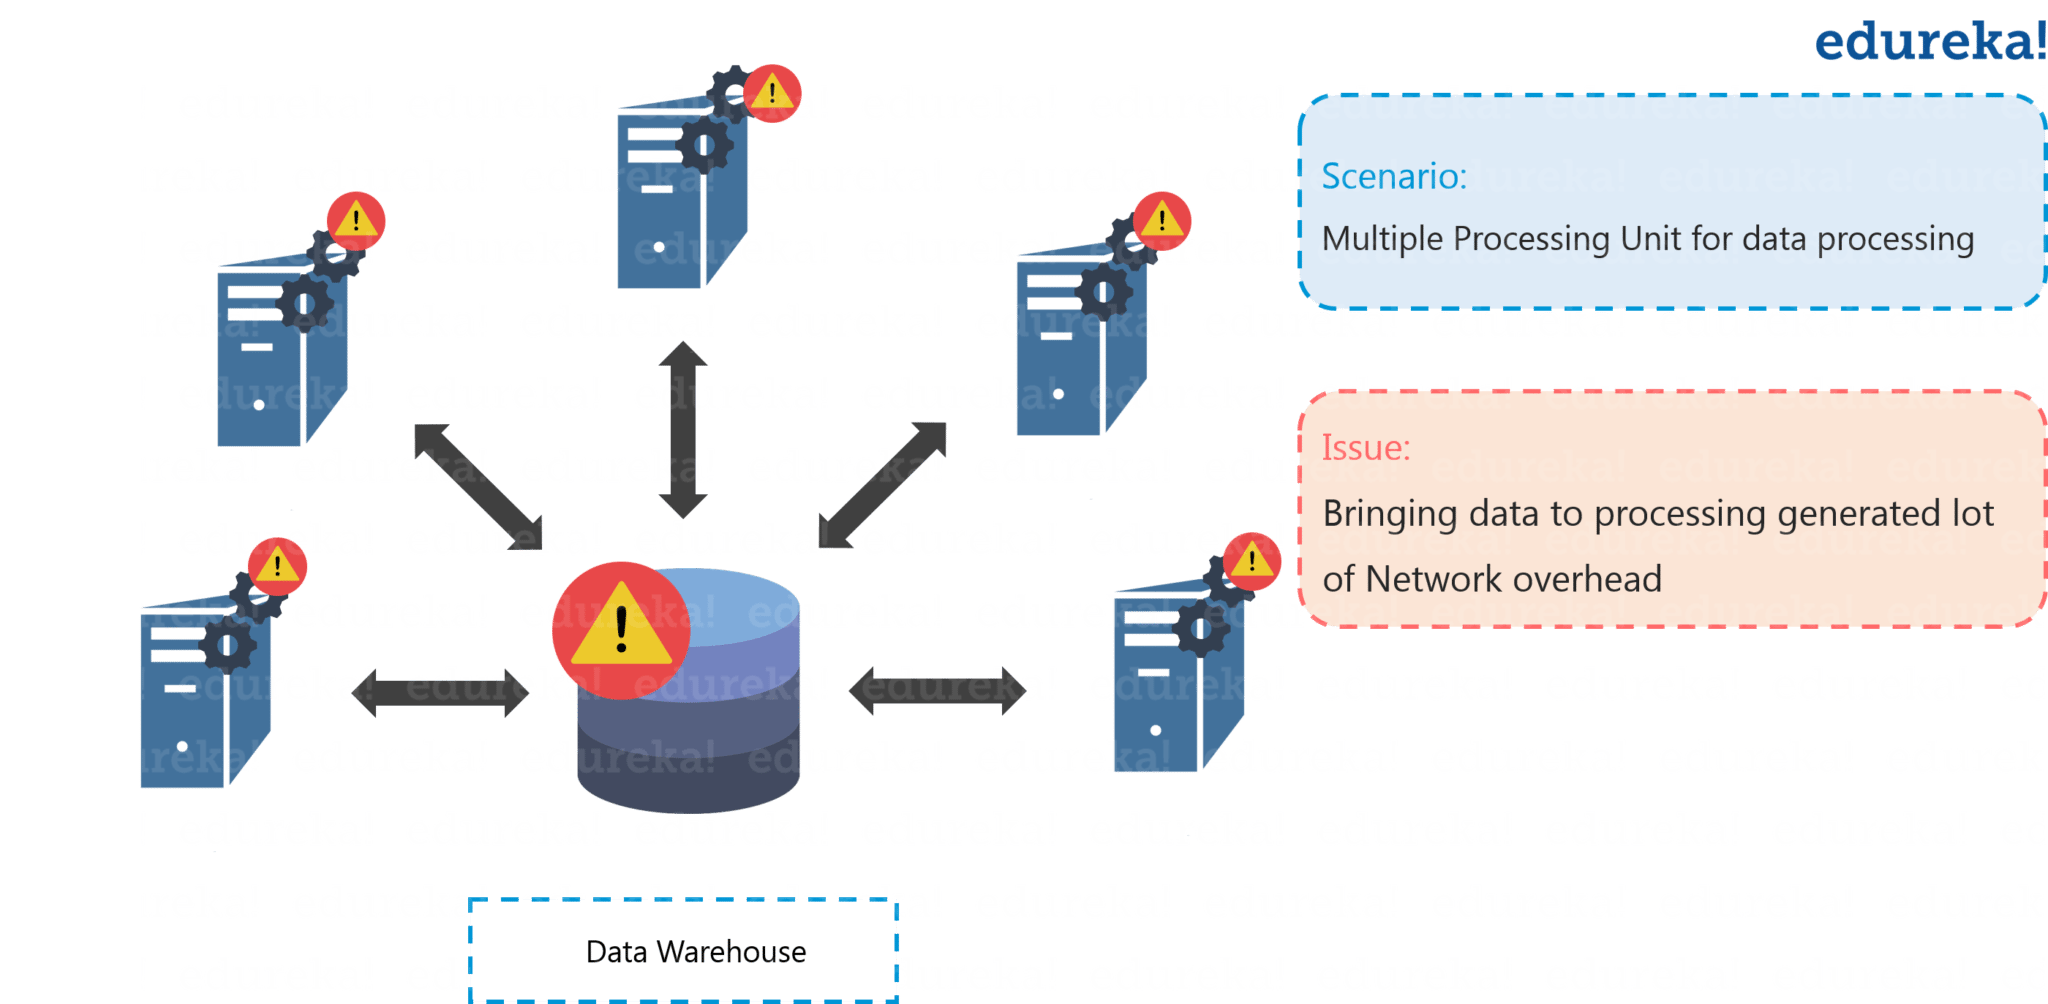 edureka!
Scenario:
Multiple Processing Unit for data processing
Issue:
Bringing data to processing generated lot
of Network overhead
Data Warehouse